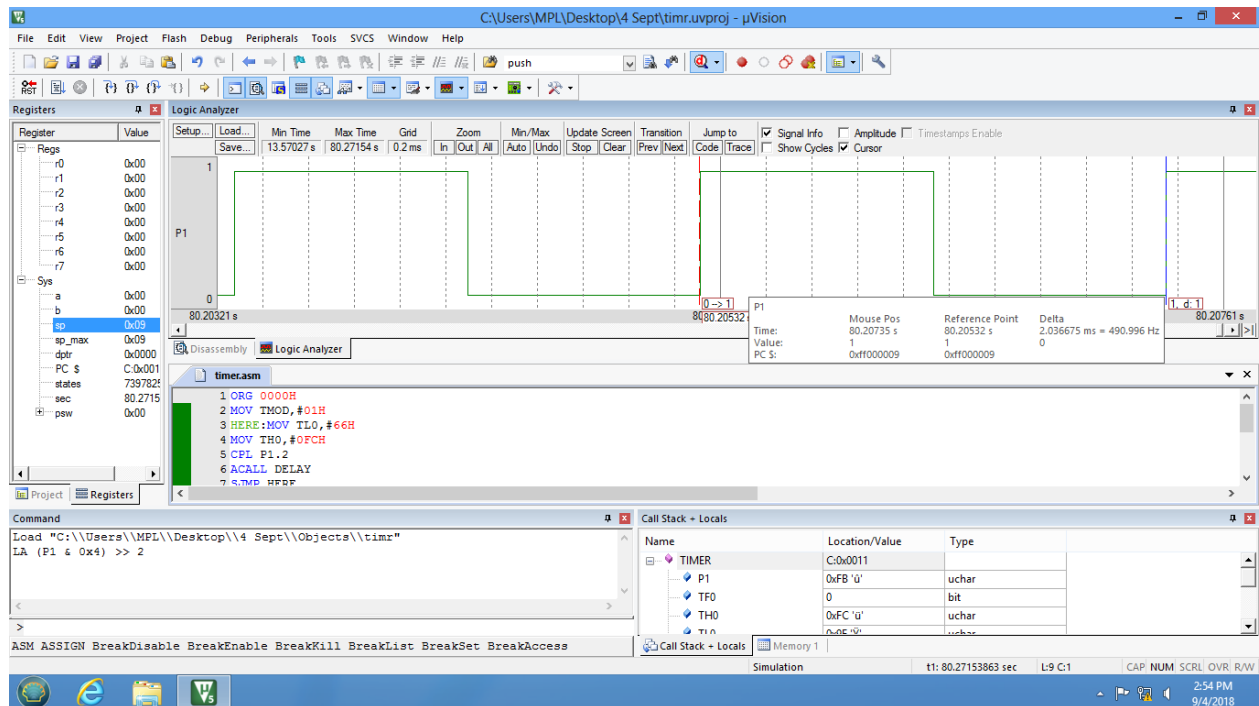 C:\Users\MPL\Desktop\4 Sept\timr.uvproj - µVision
File Edit View Project Flash Debug Peripherals Tools SVCS Window Help
push
RST
Registers
Register Value
Regs
r0 0x00
r1 0x00
r2 0x00
r3 0x00
r4 0x00
r5 0x00
r6 0x00
r7 0x00
Sys
a 0x00
b 0x00
sp 0x09
sp_max 0x09
dptr 0x0000
PC $ C:0x001
states 7397825
sec 80.2715
psw 0x00
Project Registers
Logic Analyzer
Setup... Load... Min Time Max Time Grid Zoom Min/Max Update Screen Transition Jump to Signal Info Amplitude Timestamps Enable
Save... 13.57027 s 80.27154 s 0.2 ms In Out All Auto Undo Stop Clear Prev Next Code Trace Show Cycles Cursor
1
P1
0
0 -> 1
1, d: 1
80.20321 s 80.20532 80.20761 s
P1
Mouse Pos Reference Point Delta
Time: 80.20735 s 80.20532 s 2.036675 ms = 490.996 Hz
Value: 1 1 0
PC $: 0xff000009 0xff000009
Disassembly Logic Analyzer
timer.asm
1 ORG 0000H
2 MOV TMOD,#01H
3 HERE:MOV TL0,#66H
4 MOV TH0,#0FCH
5 CPL P1.2
6 ACALL DELAY
7 SJMP HERE
Command
Load "C:\\Users\\MPL\\Desktop\\4 Sept\\Objects\\timr"
LA (P1 & 0x4) >> 2
>
ASM ASSIGN BreakDisable BreakEnable BreakKill BreakList BreakSet BreakAccess
Call Stack + Locals
Name Location/Value Type
TIMER C:0x0011
P1 0xFB 'û' uchar
TF0 0 bit
TH0 0xFC 'ü' uchar
TL0 uchar
Call Stack + Locals Memory 1
Simulation t1: 80.27153863 sec L:9 C:1 CAP NUM SCRL OVR R/W
2:54 PM
9/4/2018